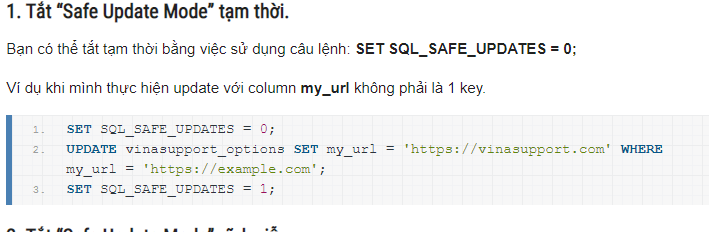 1. Tắt “Safe Update Mode” tạm thời.
Bạn có thể tắt tạm thời bằng việc sử dụng câu lệnh: SET SQL_SAFE_UPDATES = 0;
Ví dụ khi mình thực hiện update với column my_url không phải là 1 key.
1. SET SQL_SAFE_UPDATES = 0;
2. UPDATE vinasupport_options SET my_url = 'https://vinasupport.com' WHERE
my_url = 'https://example.com';
3. SET SQL_SAFE_UPDATES = 1;